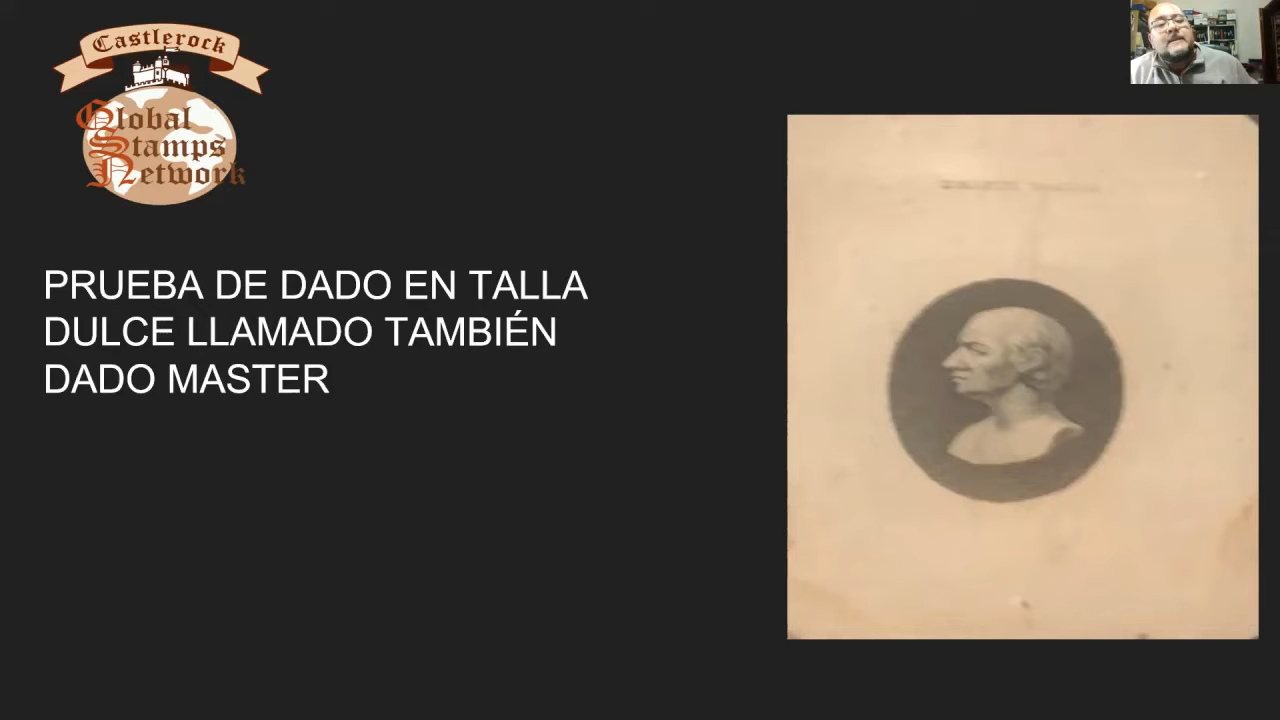 Castlerock
Global
Stamps
Network
PRUEBA DE DADO EN TALLA
DULCE LLAMADO TAMBIÉN
DADO MASTER